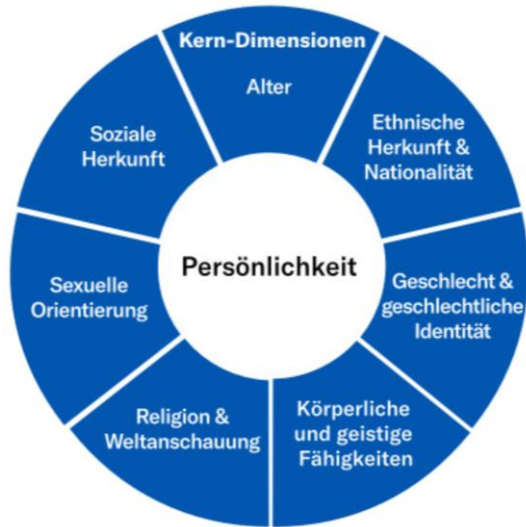 Kern-Dimensionen
Alter
Ethnische
Herkunft &
Nationalität
Geschlecht &
geschlechtliche
Identität
Körperliche
und geistige
Fähigkeiten
Religion &
Weltanschauung
Sexuelle
Orientierung
Soziale
Herkunft
Persönlichkeit